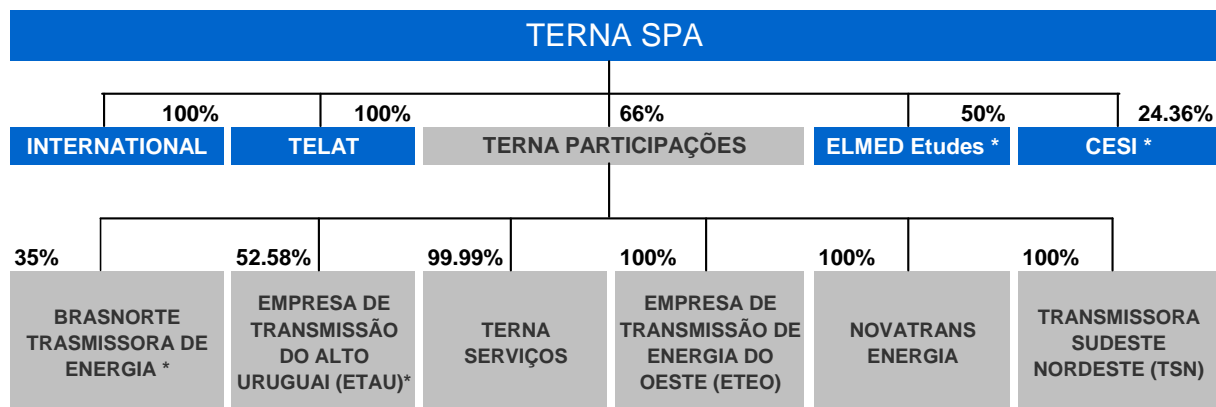 TERNA SPA
100%
100%
66%
50%
24.36%
INTERNATIONAL
TELAT
TERNA PARTICIPAÇÕES
ELMED Etudes *
CESI *
35%
52.58%
99.99%
100%
100%
100%
BRASNORTE
TRASMISSORA DE
ENERGIA *
EMPRESA DE
TRANSMISSÃO
DO ALTO
URUGUAI (ETAU)*
TERNA
SERVIÇOS
EMPRESA DE
TRANSMISSÃO DE
ENERGIA DO
OESTE (ETEO)
NOVATRANS
ENERGIA
TRANSMISSORA
SUDESTE
NORDESTE (TSN)